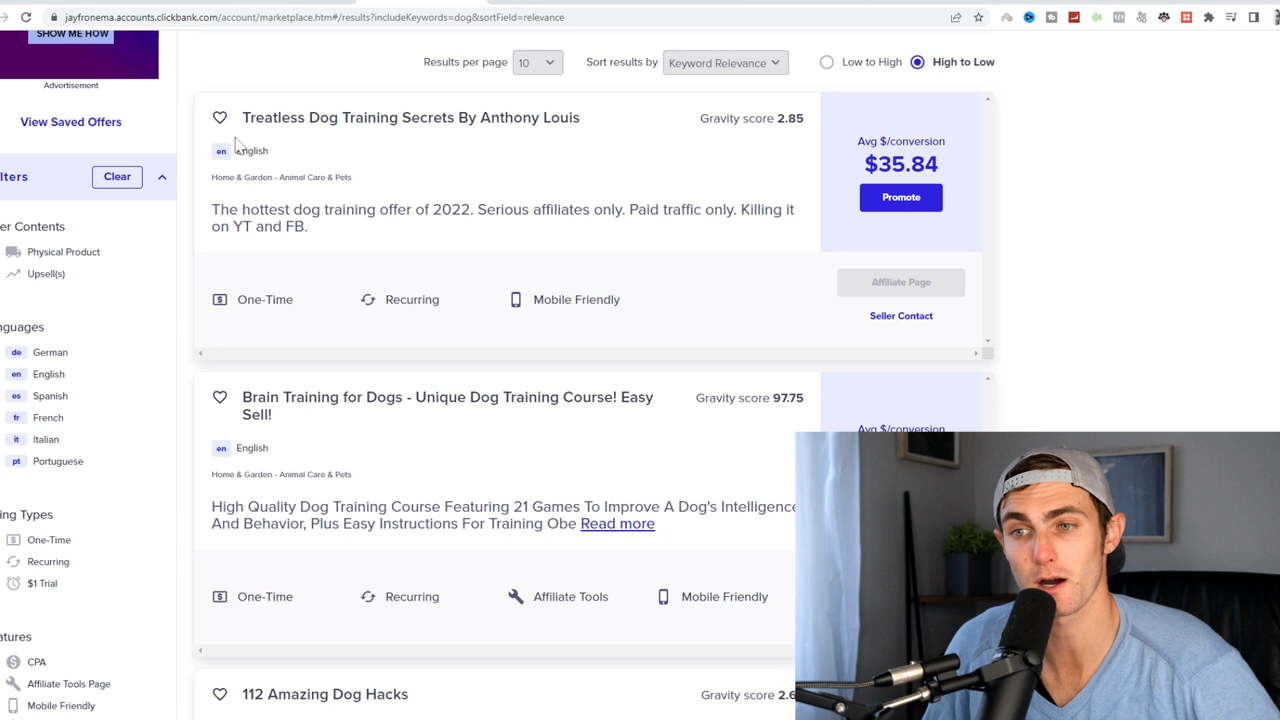 jayfronema.accounts.clickbank.com/account/marketplace.htm#/results?includeKeywords=dog&sortField=relevance
SHOW ME HOW
Advertisement
View Saved Offers
lters
Clear
er Contents
Physical Product
Upsell(s)
nguages
de German
en English
es Spanish
fr French
it Italian
pt Portuguese
ing Types
One-Time
Recurring
$1 Trial
atures
CPA
Affiliate Tools Page
Mobile Friendly
Results per page 10 Sort results by Keyword Relevance Low to High High to Low
Treatless Dog Training Secrets By Anthony Louis Gravity score 2.85
en English
Home & Garden - Animal Care & Pets
The hottest dog training offer of 2022. Serious affiliates only. Paid traffic only. Killing it
on YT and FB.
Avg $/conversion
$35.84
Promote
One-Time Recurring Mobile Friendly
Affiliate Page
Seller Contact
Brain Training for Dogs - Unique Dog Training Course! Easy
Sell!
Gravity score 97.75
Avg $/conversion
en English
Home & Garden - Animal Care & Pets
High Quality Dog Training Course Featuring 21 Games To Improve A Dog's Intelligence
And Behavior, Plus Easy Instructions For Training Obe Read more
One-Time Recurring Affiliate Tools Mobile Friendly
112 Amazing Dog Hacks Gravity score